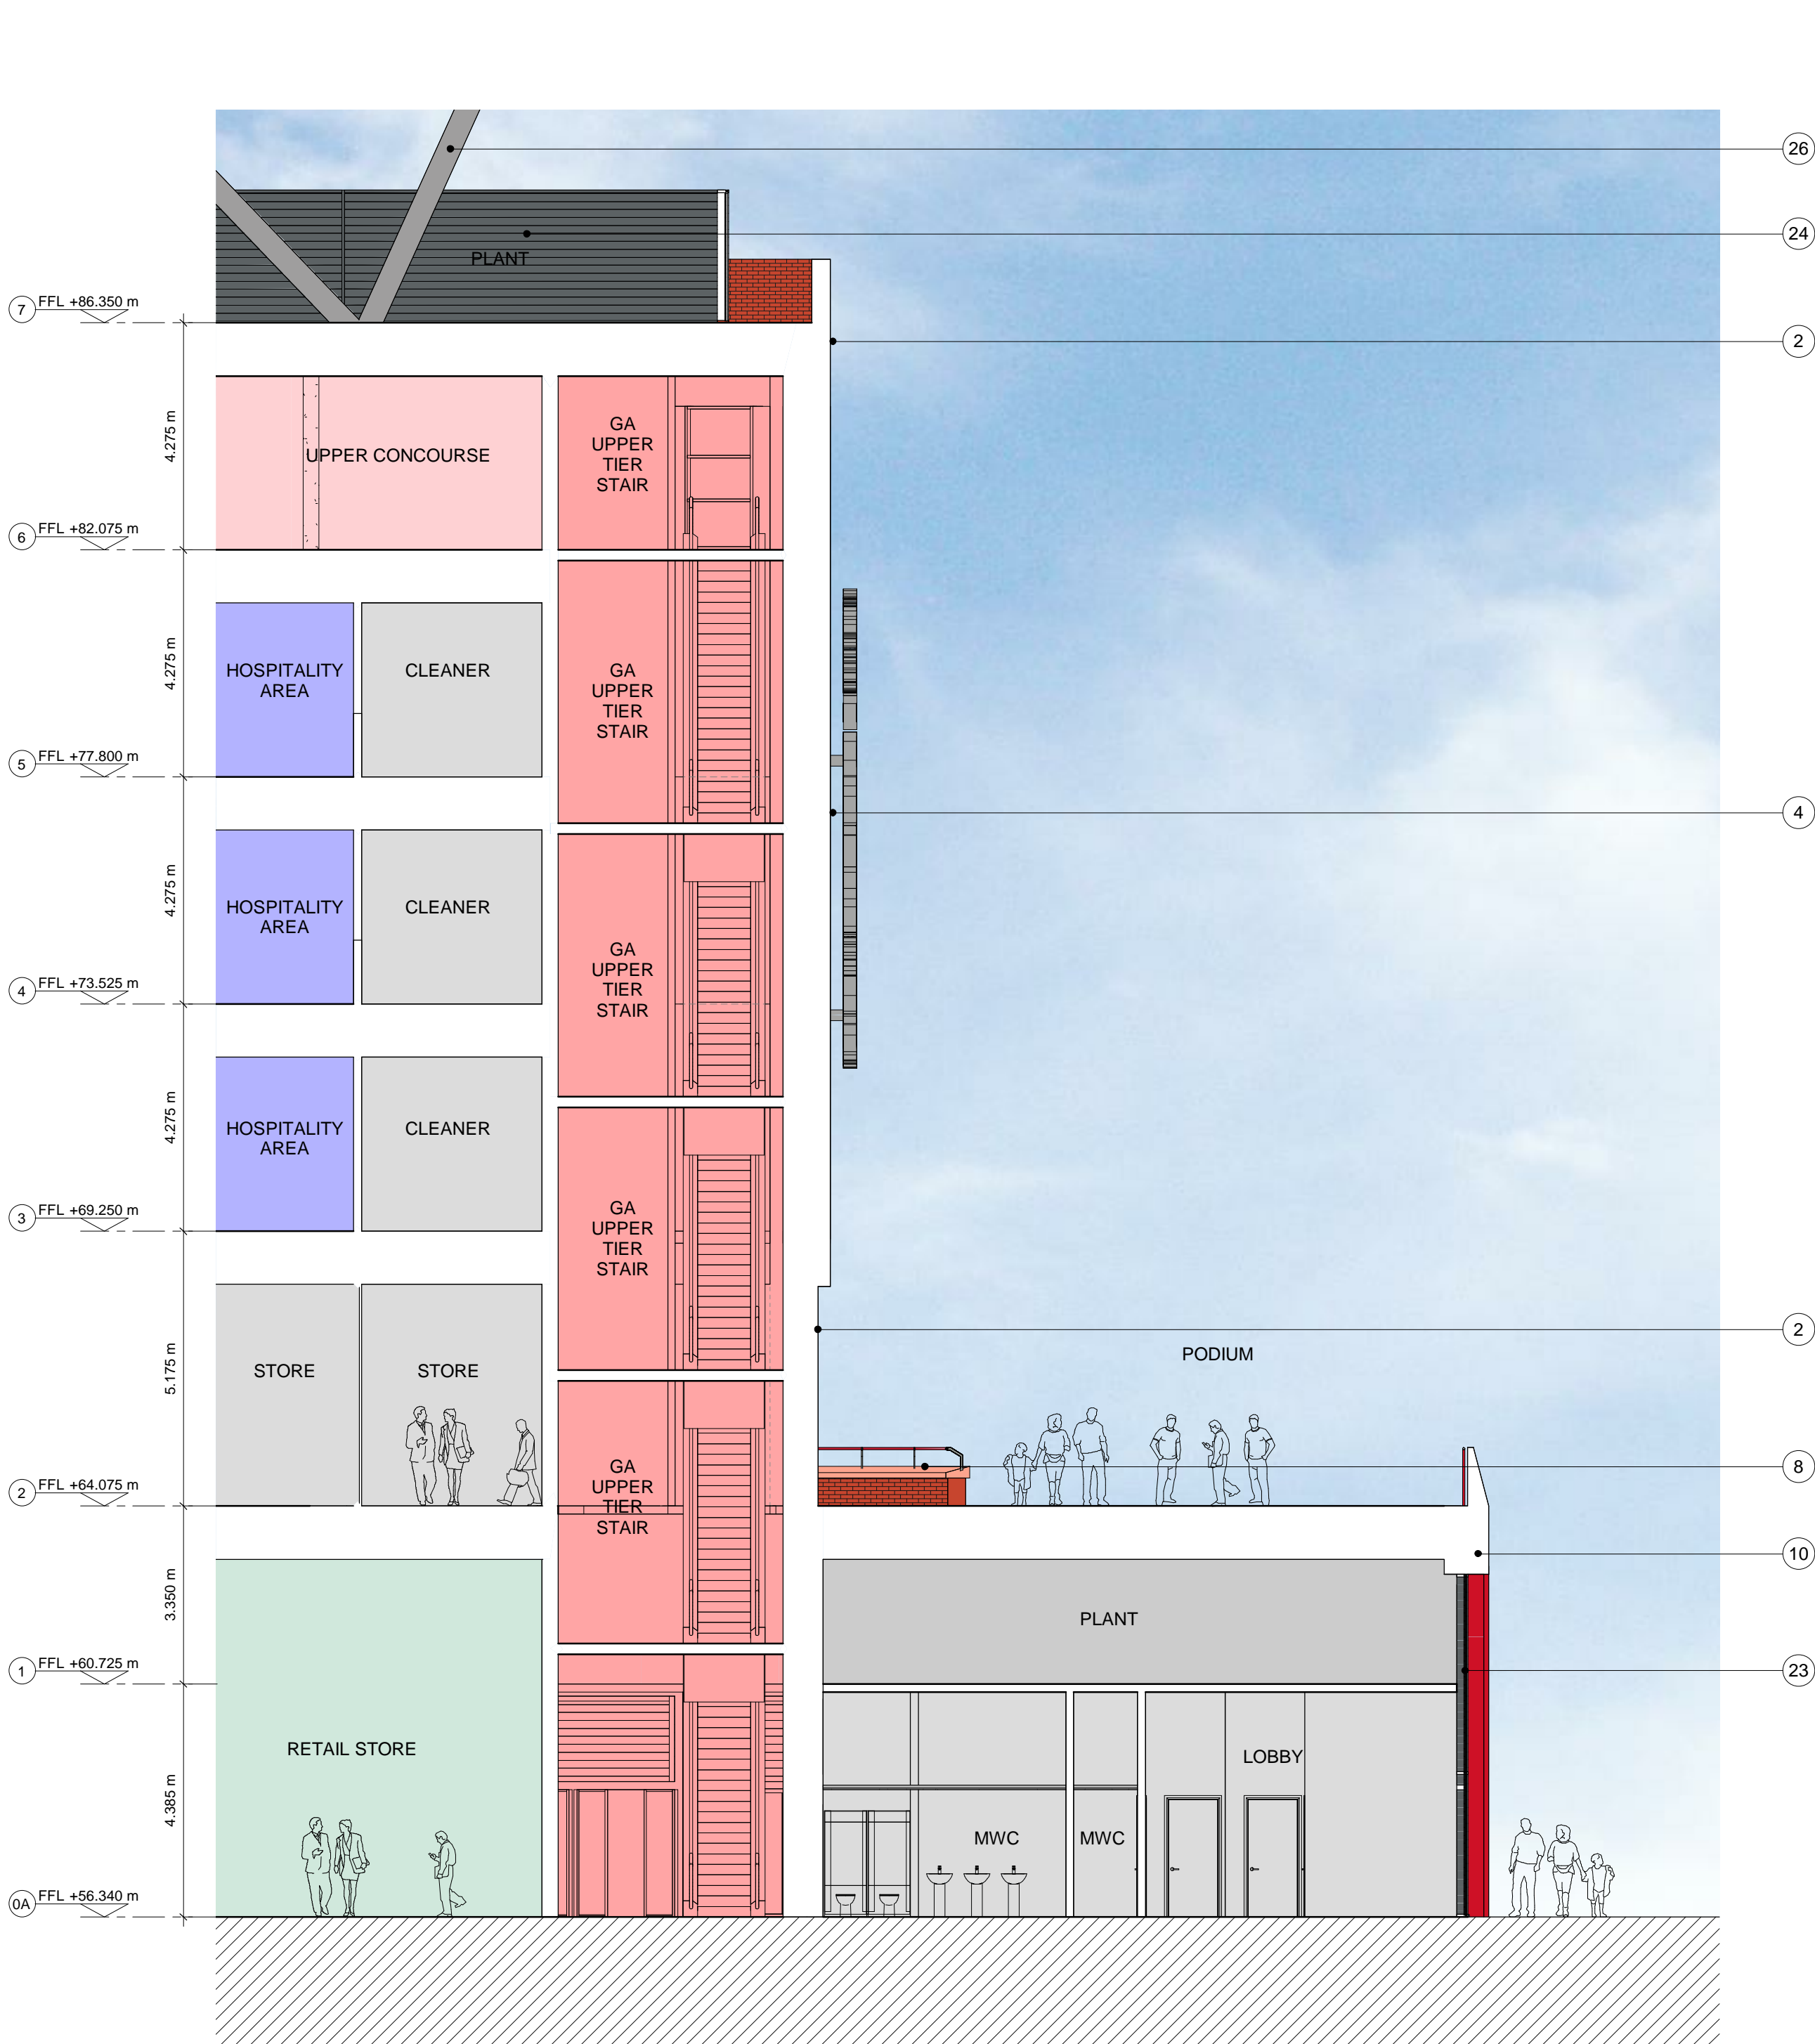 26
24
PLANT
7 FFL +86.350 m
2
4.275 m
UPPER CONCOURSE
GA
UPPER
TIER
STAIR
6 FFL +82.075 m
4.275 m
HOSPITALITY
AREA
CLEANER
GA
UPPER
TIER
STAIR
5 FFL +77.800 m
4
4.275 m
HOSPITALITY
AREA
CLEANER
GA
UPPER
TIER
STAIR
4 FFL +73.525 m
4.275 m
HOSPITALITY
AREA
CLEANER
GA
UPPER
TIER
STAIR
3 FFL +69.250 m
2
PODIUM
5.175 m
STORE
STORE
GA
UPPER
TIER
STAIR
8
2 FFL +64.075 m
10
3.350 m
PLANT
1 FFL +60.725 m
23
RETAIL STORE
LOBBY
4.385 m
MWC
MWC
0A FFL +56.340 m